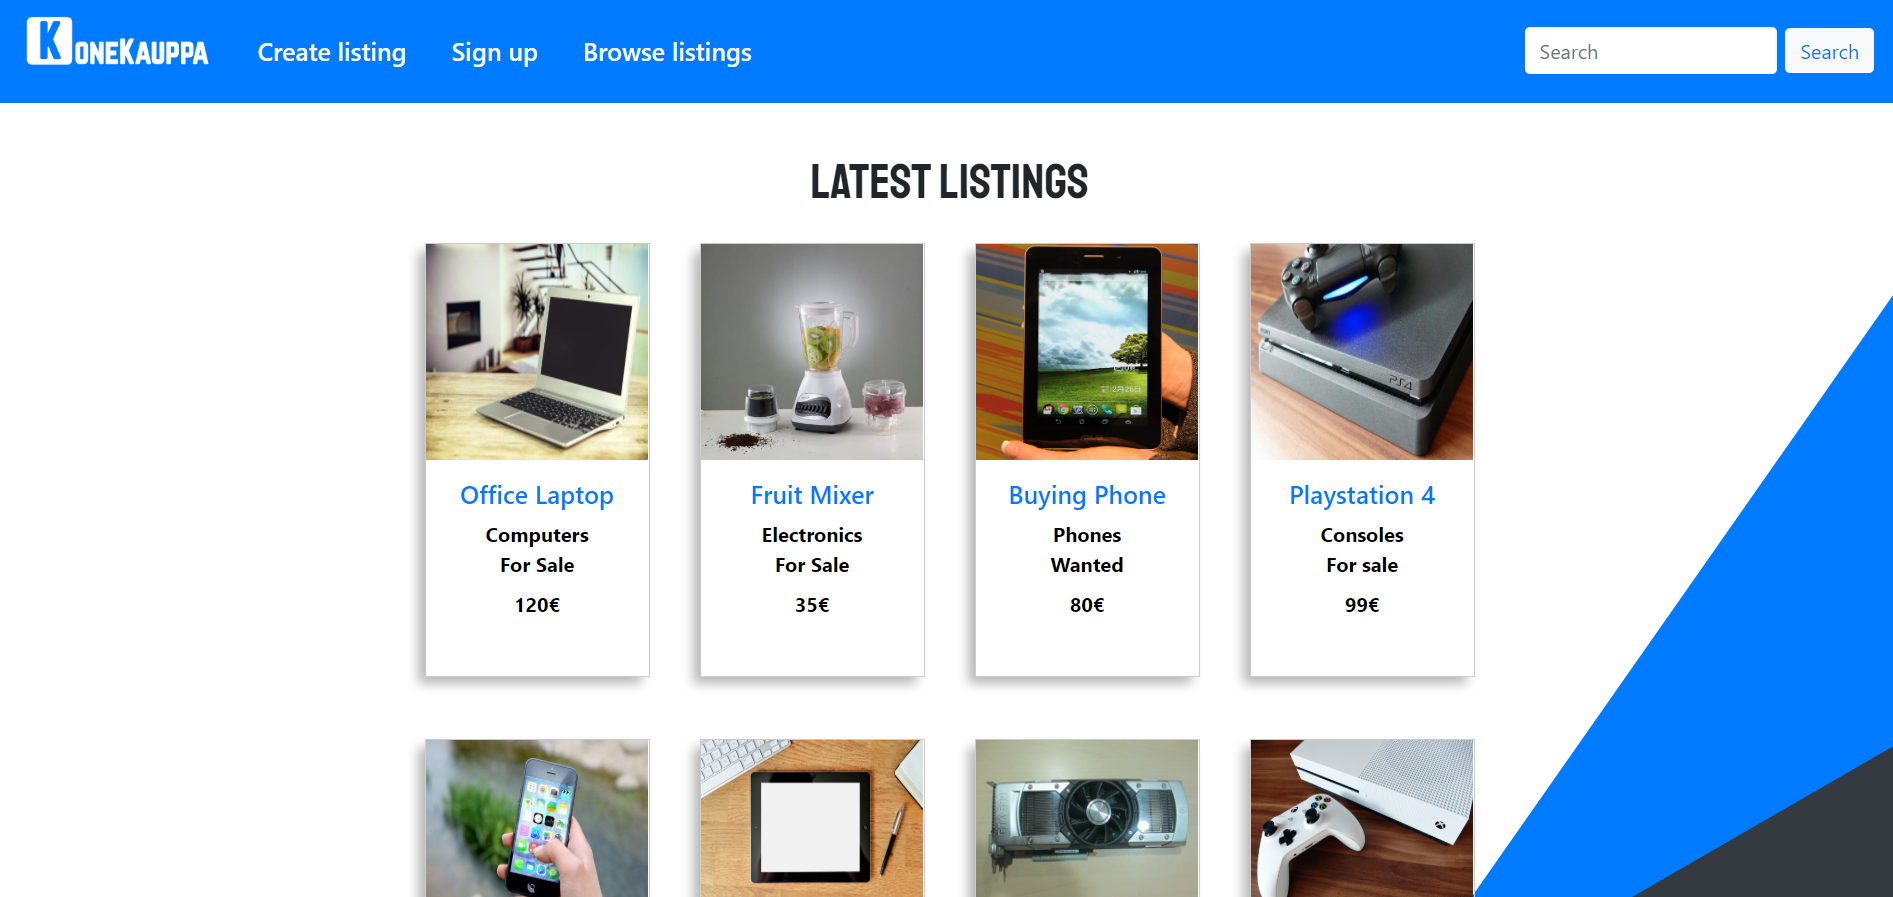 KONEKAUPPA
Create listing
Sign up
Browse listings
Search
Search
LATEST LISTINGS
PS4
Office Laptop
Computers
For Sale
120€
Fruit Mixer
Electronics
For Sale
35€
Buying Phone
Phones
Wanted
80€
Playstation 4
Consoles
For sale
99€